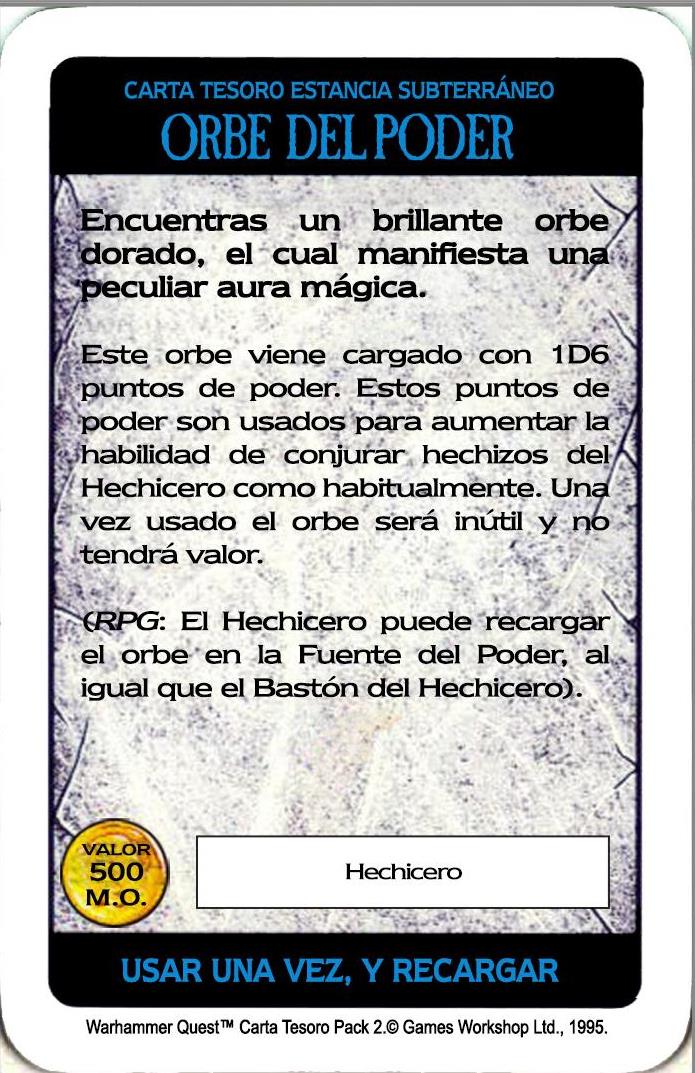 CARTA TESORO ESTANCIA SUBTERRÁNEO
ORBE DEL PODER
Encuentras un brillante orbe
dorado, el cual manifiesta una
peculiar aura mágica.
Este orbe viene cargado con 1D6
puntos de poder. Estos puntos de
poder son usados para aumentar la
habilidad de conjurar hechizos del
Hechicero como habitualmente. Una
vez usado el orbe será inútil y no
tendrá valor.
(RPG: El Hechicero puede recargar
el orbe en la Fuente del Poder, al
igual que el Bastón del Hechicero).
VALOR
500
M.O.
Hechicero
USAR UNA VEZ, Y RECARGAR
Warhammer Quest™ Carta Tesoro Pack 2.© Games Workshop Ltd., 1995.